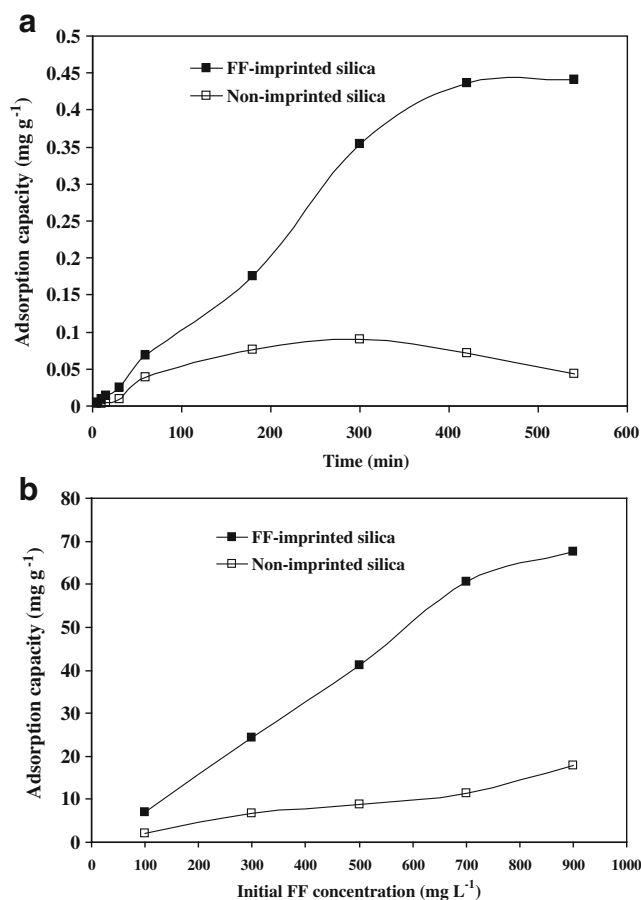 a
0.5
0.45
0.4
0.35
0.3
0.25
0.2
0.15
0.1
0.05
0
Adsorption capacity (mg g⁻¹)
FF-imprinted silica
Non-imprinted silica
0 100 200 300 400 500 600
Time (min)
b
80
70
60
50
40
30
20
10
0
Adsorption capacity (mg g⁻¹)
FF-imprinted silica
Non-imprinted silica
0 100 200 300 400 500 600 700 800 900 1000
Initial FF concentration (mg L⁻¹)